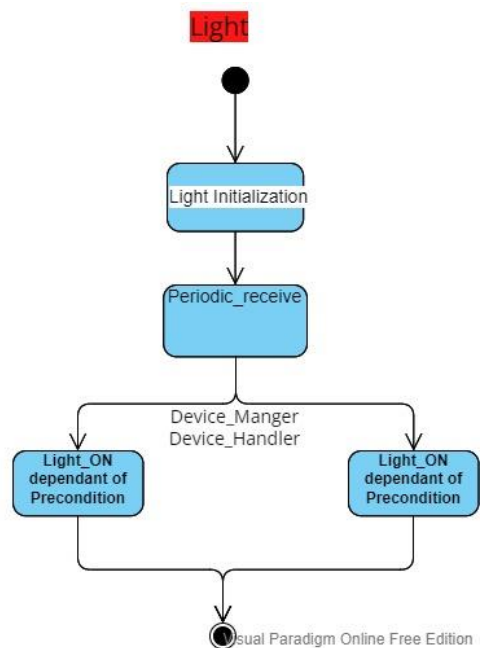 Light
Light Initialization
Periodic_receive
Device_Manger
Device_Handler
Light_ON
dependant of
Precondition
Light_ON
dependant of
Precondition
Visual Paradigm Online Free Edition